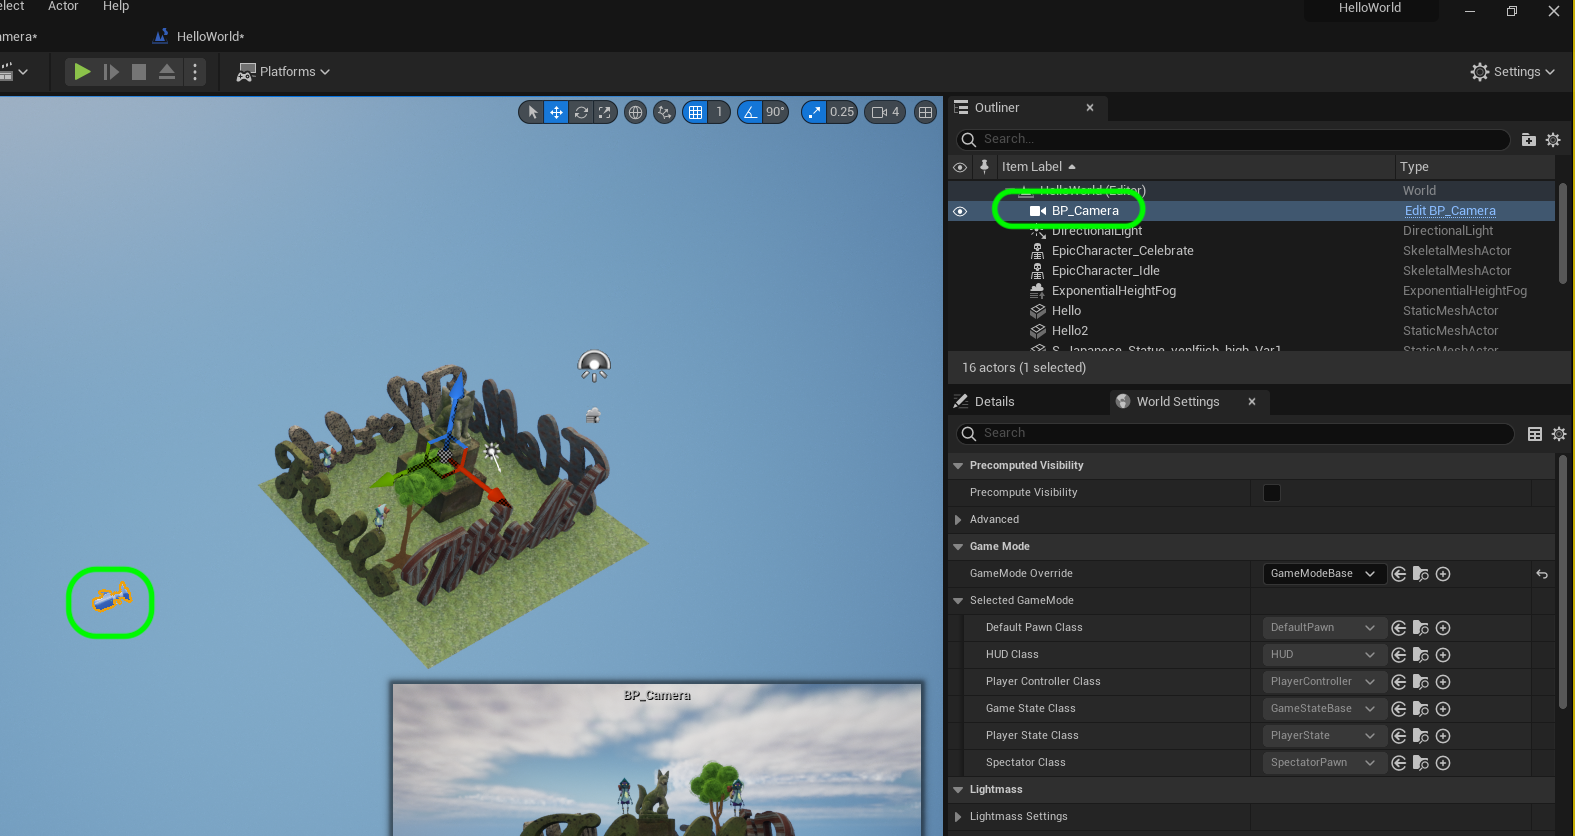 elect Actor Help
HelloWorld
amera*
HelloWorld*
Platforms
Settings
1
90°
0.25
4
Outliner
Search...
Item Label
Type
HelloWorld (Editor)
World
BP_Camera
Edit BP_Camera
DirectionalLight
DirectionalLight
EpicCharacter_Celebrate
SkeletalMeshActor
EpicCharacter_Idle
SkeletalMeshActor
ExponentialHeightFog
ExponentialHeightFog
Hello
StaticMeshActor
Hello2
StaticMeshActor
StaticMeshActor
16 actors (1 selected)
Details
World Settings
Search
Precomputed Visibility
Precompute Visibility
Advanced
Game Mode
GameMode Override
GameModeBase
Selected GameMode
Default Pawn Class
DefaultPawn
HUD Class
HUD
Player Controller Class
PlayerController
Game State Class
GameStateBase
Player State Class
PlayerState
Spectator Class
SpectatorPawn
Lightmass
Lightmass Settings
BP_Camera